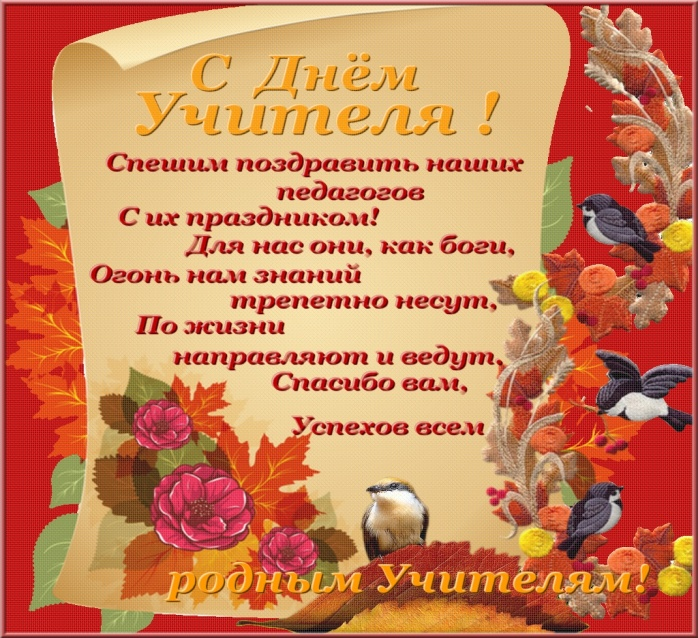 С Днём
Учителя !
Спешим поздравить наших
педагогов
С их праздником!
Для нас они, как боги,
Огонь нам знаний
трепетно несут,
По жизни
направляют и ведут,
Спасибо вам,
Успехов всем
родным Учителям!